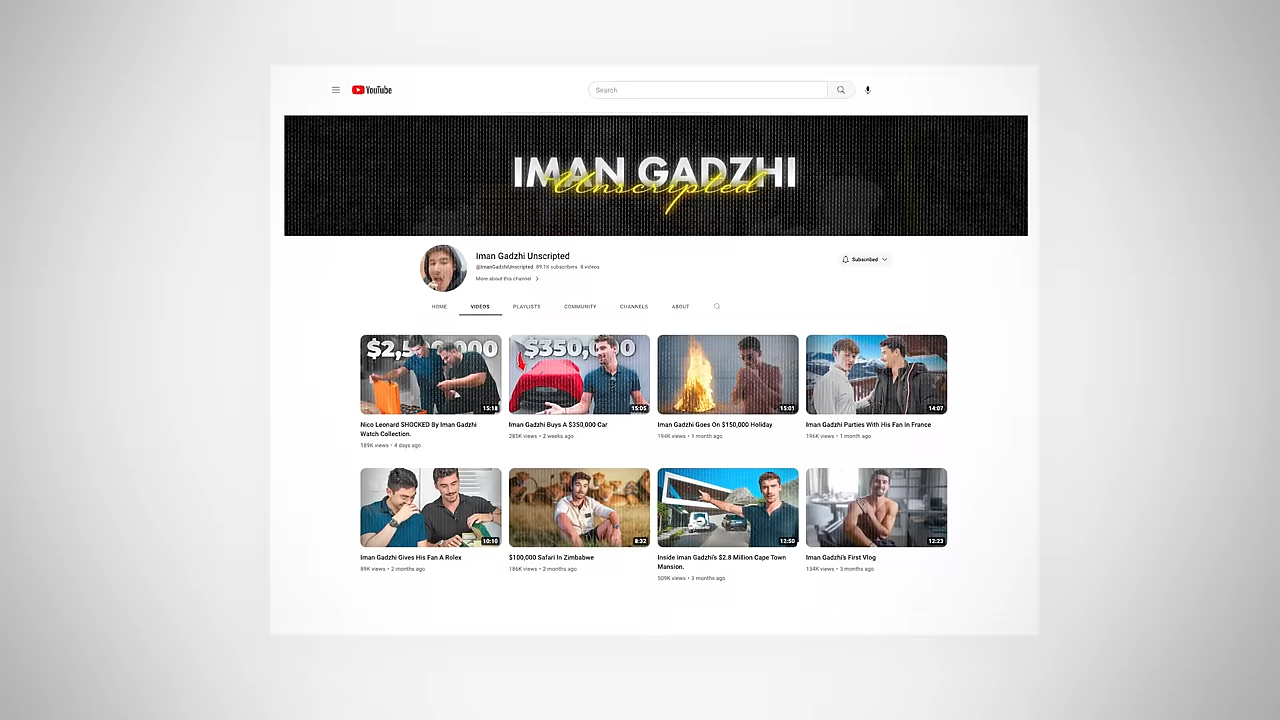 YouTube
Search
IMAN GADZHI
Unscripted
Iman Gadzhi Unscripted
@ImanGadzhiUnscripted 89.1K subscribers 8 videos
More about this channel
Subscribed
HOME VIDEOS PLAYLISTS COMMUNITY CHANNELS ABOUT
$350,000
15:18 15:05 15:01 14:07
Nico Leonard SHOCKED By Iman Gadzhi Watch Collection.
189K views • 4 days ago
Iman Gadzhi Buys A $350,000 Car
285K views • 2 weeks ago
Iman Gadzhi Goes On $150,000 Holiday
194K views • 1 month ago
Iman Gadzhi Parties With His Fan In France
196K views • 1 month ago
10:10 8:32 12:50 12:23
Iman Gadzhi Gives His Fan A Rolex
89K views • 2 months ago
$100,000 Safari In Zimbabwe
186K views • 2 months ago
Inside Iman Gadzhi's $2.8 Million Cape Town Mansion.
509K views • 3 months ago
Iman Gadzhi's First Vlog
134K views • 3 months ago